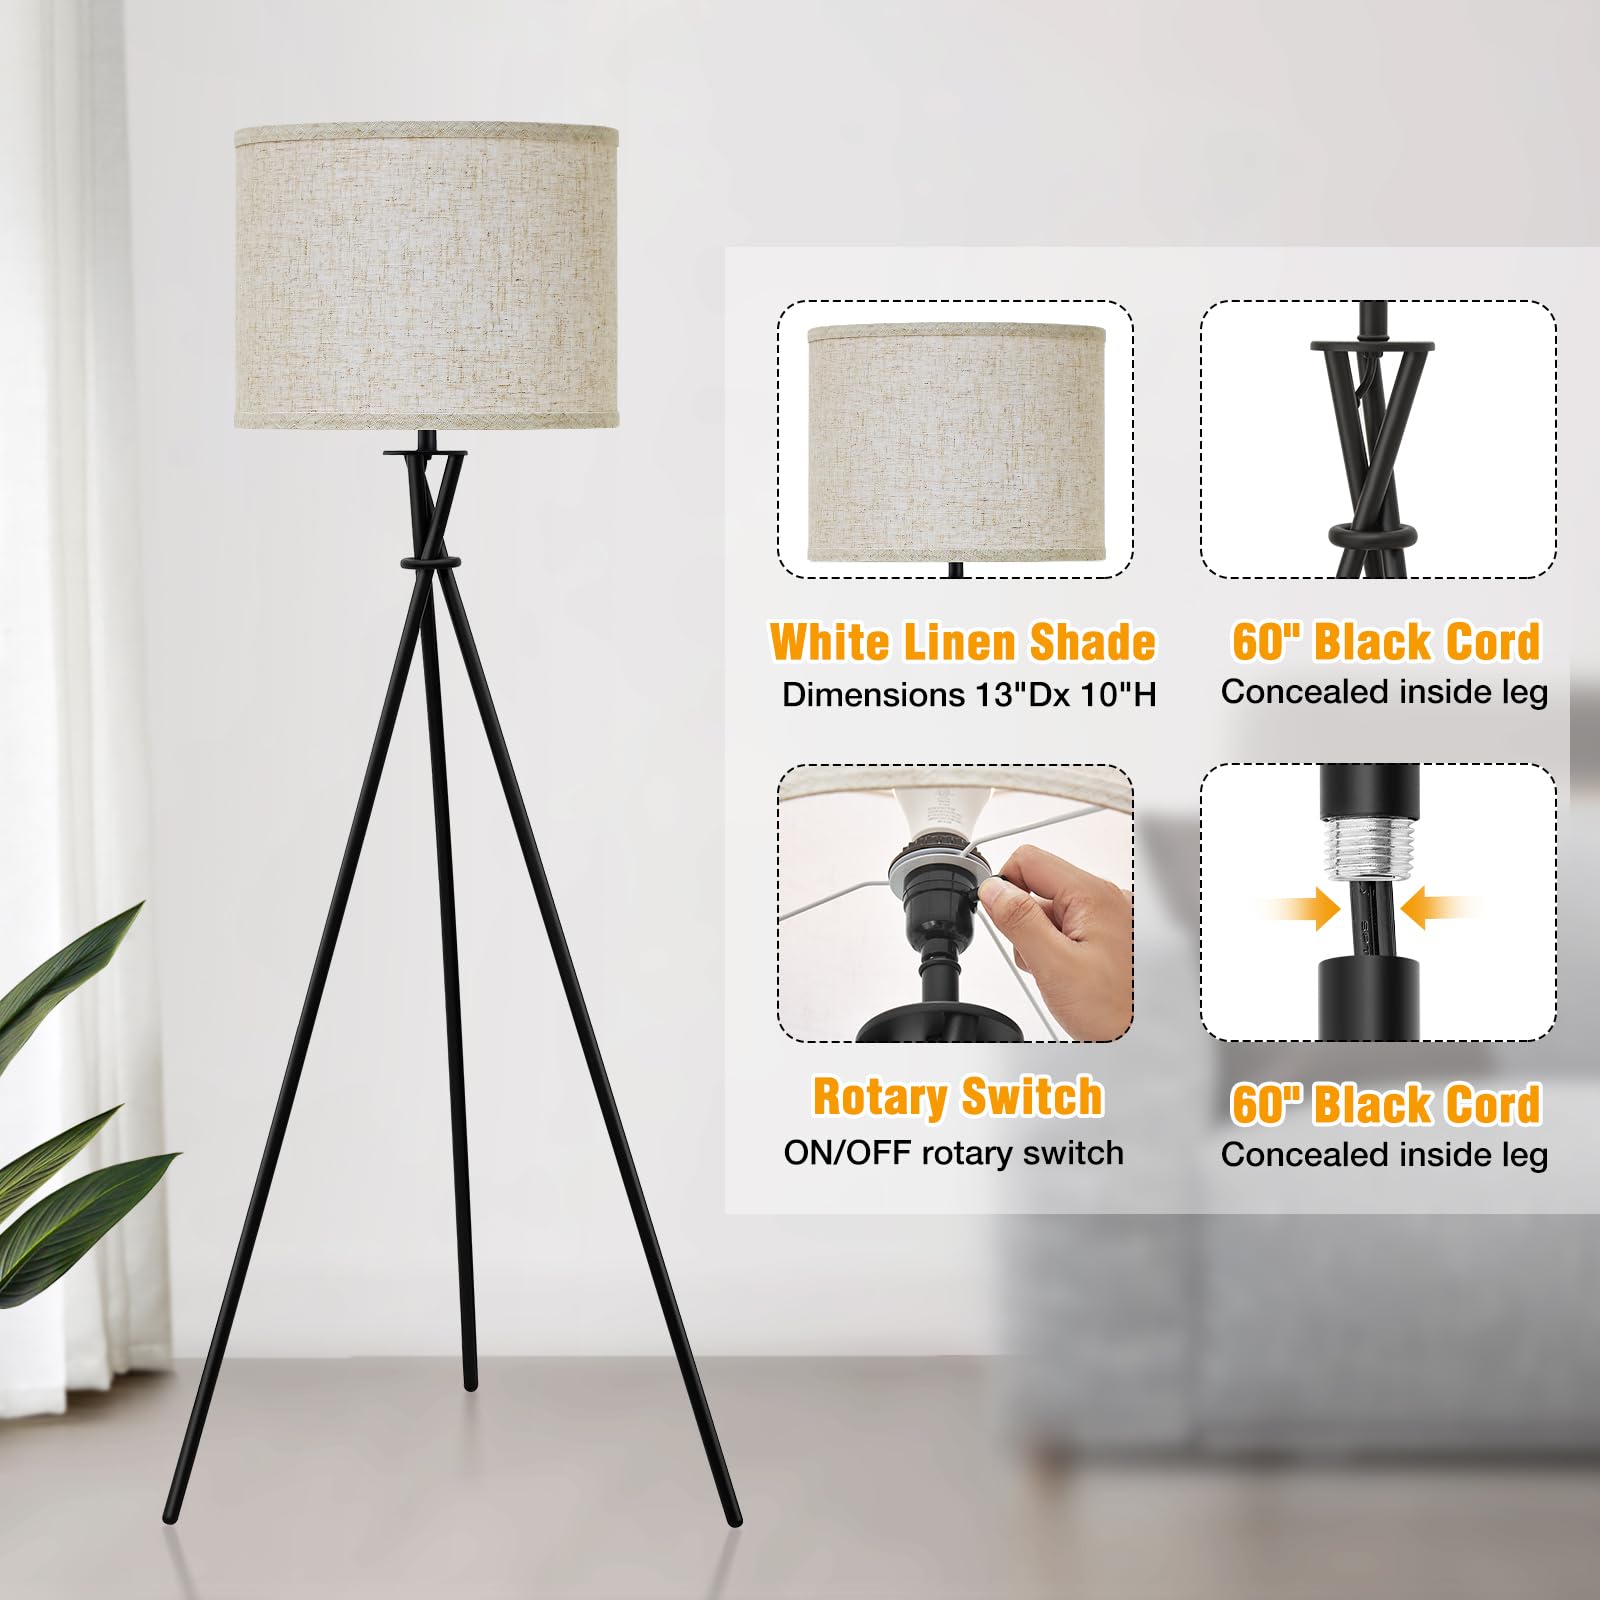 White Linen Shade
Dimensions 13"Dx 10"H
60" Black Cord
Concealed inside leg
Rotary Switch
ON/OFF rotary switch
60" Black Cord
Concealed inside leg